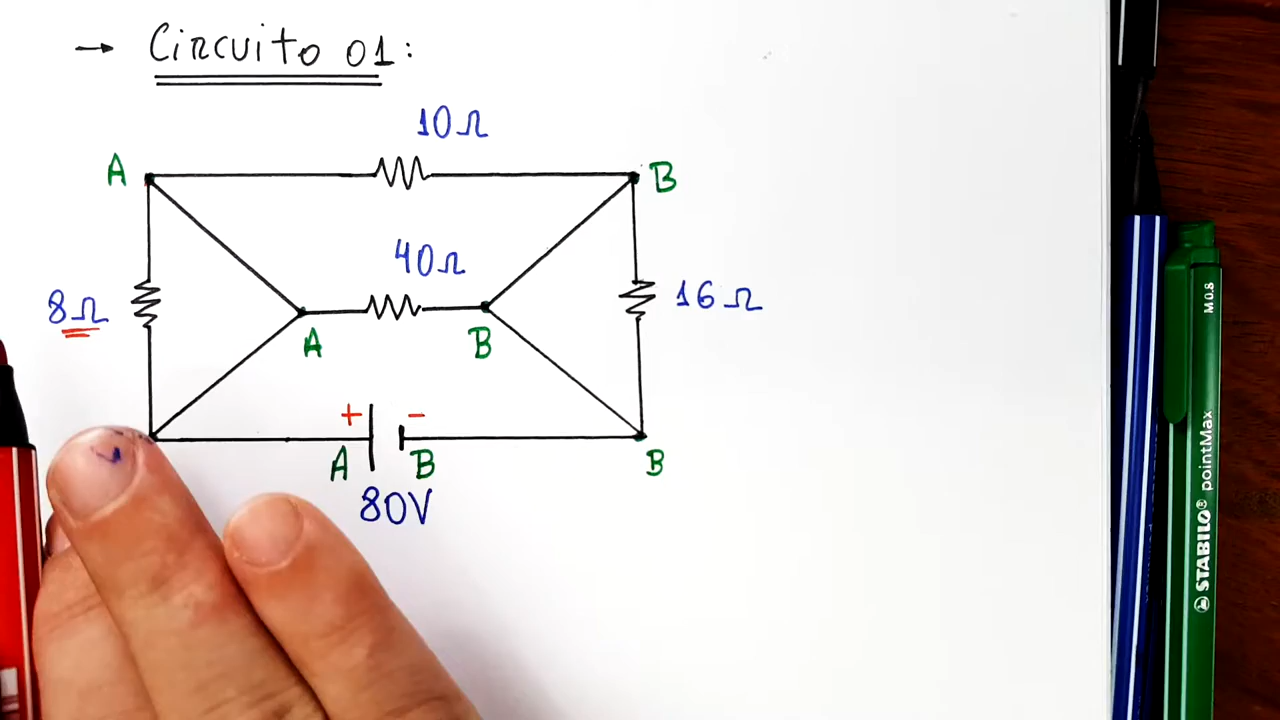 → Circuito 01:
10Ω
A
B
40Ω
8Ω
16Ω
A
B
+
-
A
B
B
80V
STABILO® pointMax
M 0.8